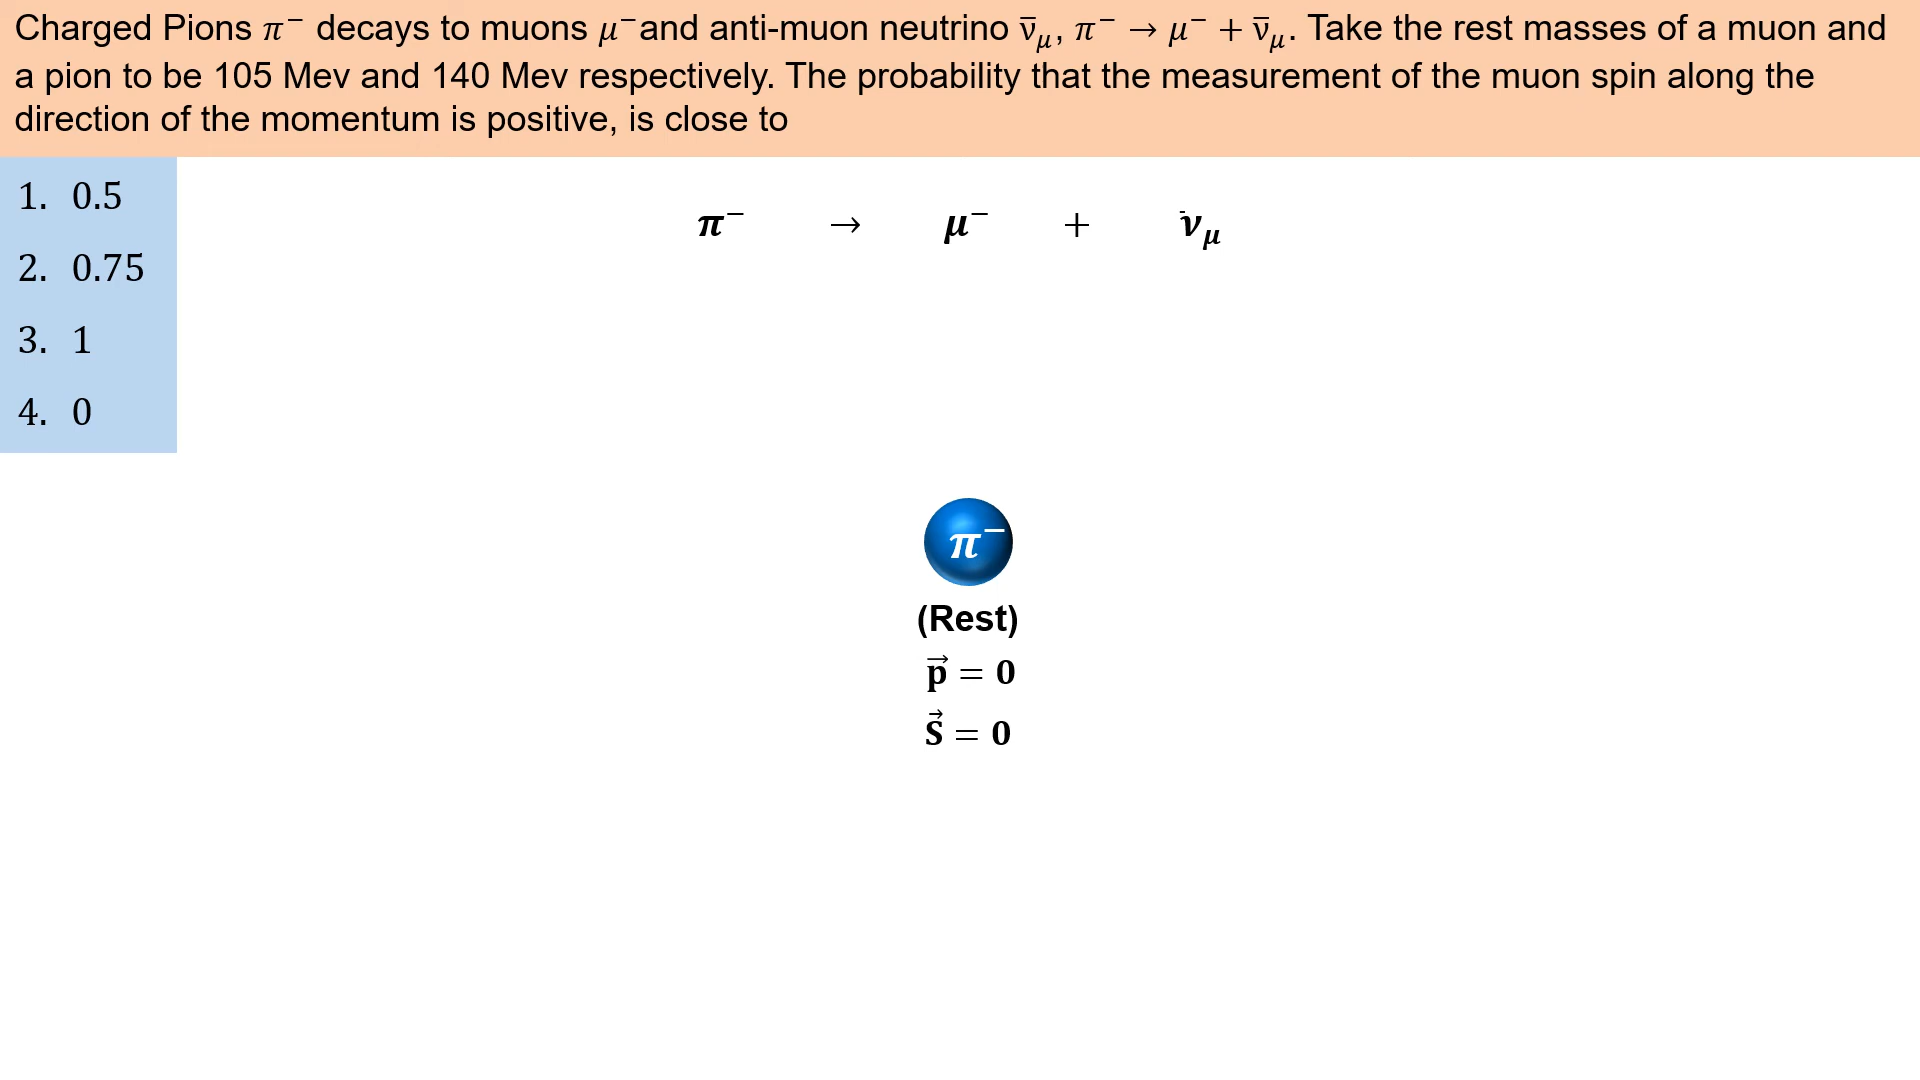 Charged Pions π⁻ decays to muons μ⁻and anti-muon neutrino ν̅_μ, π⁻ → μ⁻ + ν̅_μ. Take the rest masses of a muon and
a pion to be 105 Mev and 140 Mev respectively. The probability that the measurement of the muon spin along the
direction of the momentum is positive, is close to
1. 0.5
2. 0.75
3. 1
4. 0
π⁻ → μ⁻ + ν̅_μ
π⁻
(Rest)
p⃗ = 0
S⃗ = 0